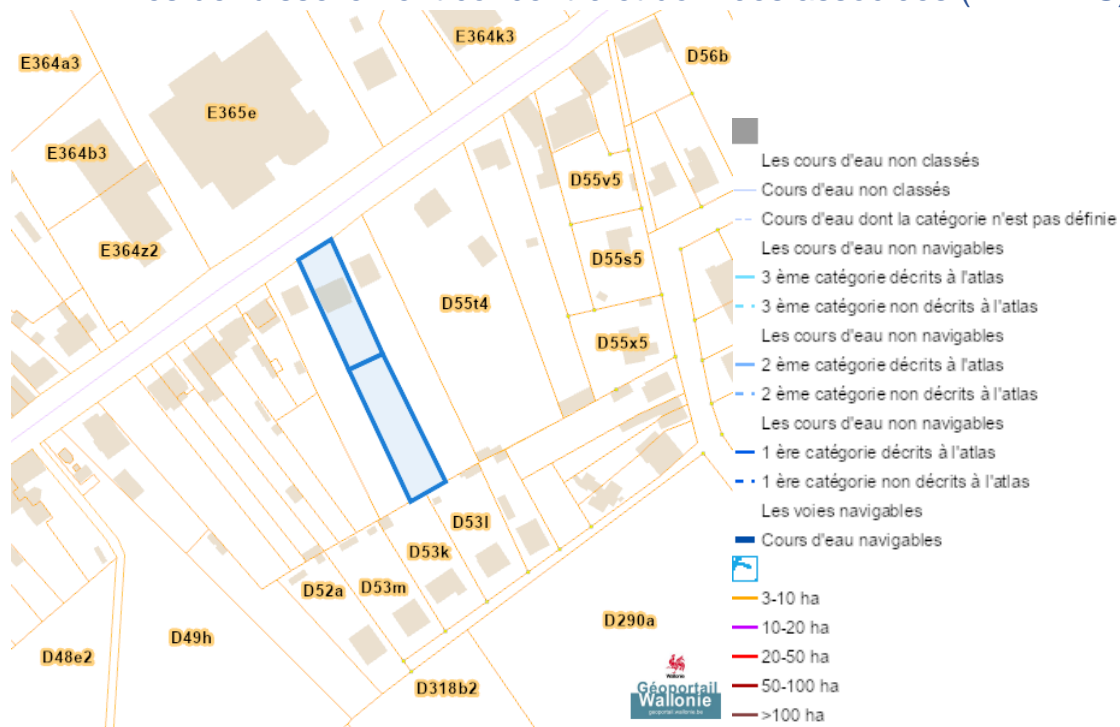 E364a3
E364k3
D56b
E365e
E364b3
D55v5
E364z2
D55s5
D55t4
D55x5
D53l
D53k
D52a
D53m
D49h
D48e2
D290a
D318b2
Wallonie
Géoportail
Wallonie
geoportail.wallonie.be
Les cours d'eau non classés
Cours d'eau non classés
Cours d'eau dont la catégorie n'est pas définie
Les cours d'eau non navigables
3 ème catégorie décrits à l'atlas
3 ème catégorie non décrits à l'atlas
Les cours d'eau non navigables
2 ème catégorie décrits à l'atlas
2 ème catégorie non décrits à l'atlas
Les cours d'eau non navigables
1 ère catégorie décrits à l'atlas
1 ère catégorie non décrits à l'atlas
Les voies navigables
Cours d'eau navigables
3-10 ha
10-20 ha
20-50 ha
50-100 ha
>100 ha